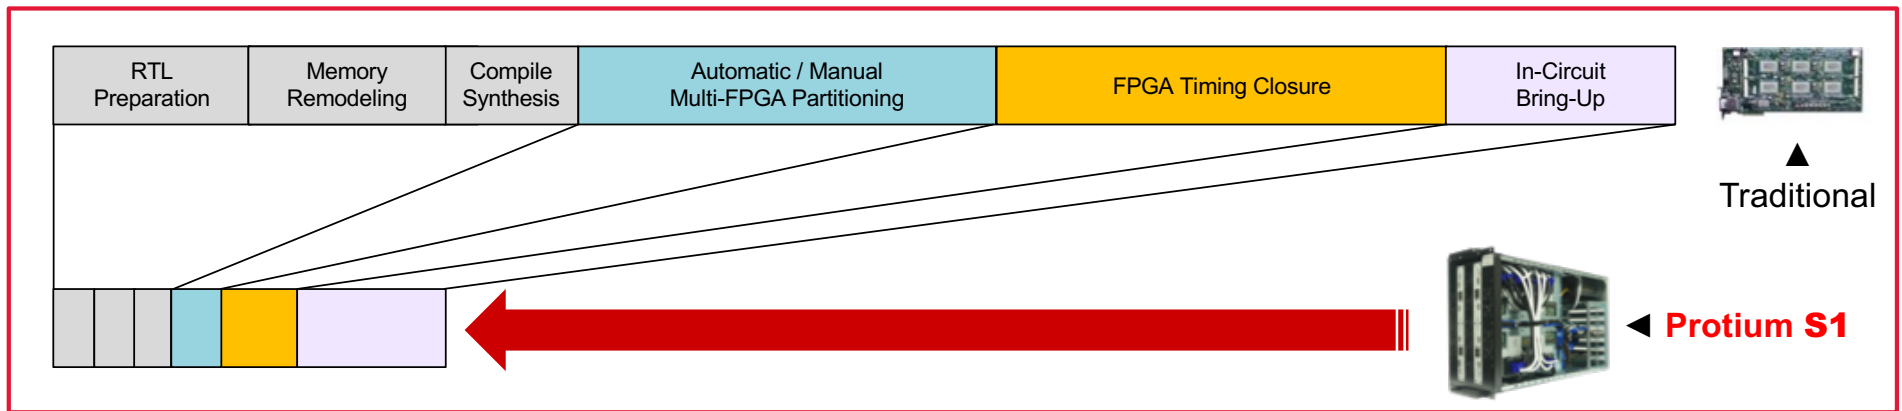 RTL
Preparation
Memory
Remodeling
Compile
Synthesis
Automatic / Manual
Multi-FPGA Partitioning
FPGA Timing Closure
In-Circuit
Bring-Up
Traditional
Protium S1